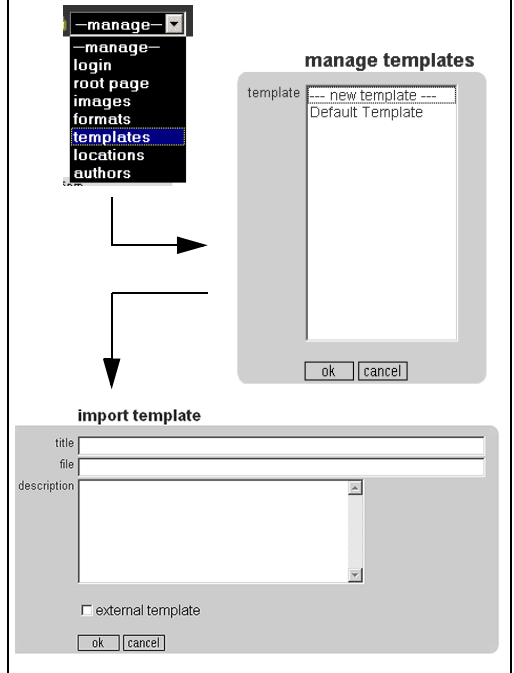 —manage—
—manage—
login
root page
images
formats
templates
locations
authors
manage templates
template
--- new template ---
Default Template
ok cancel
import template
title
file
description
external template
ok cancel